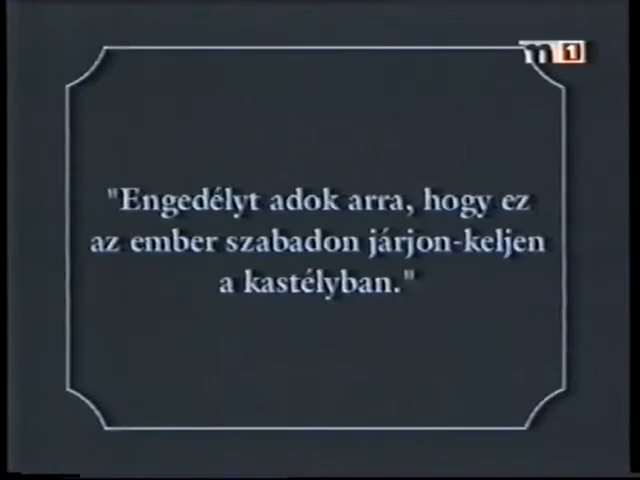 m1
"Engedélyt adok arra, hogy ez
az ember szabadon járjon-keljen
a kastélyban."